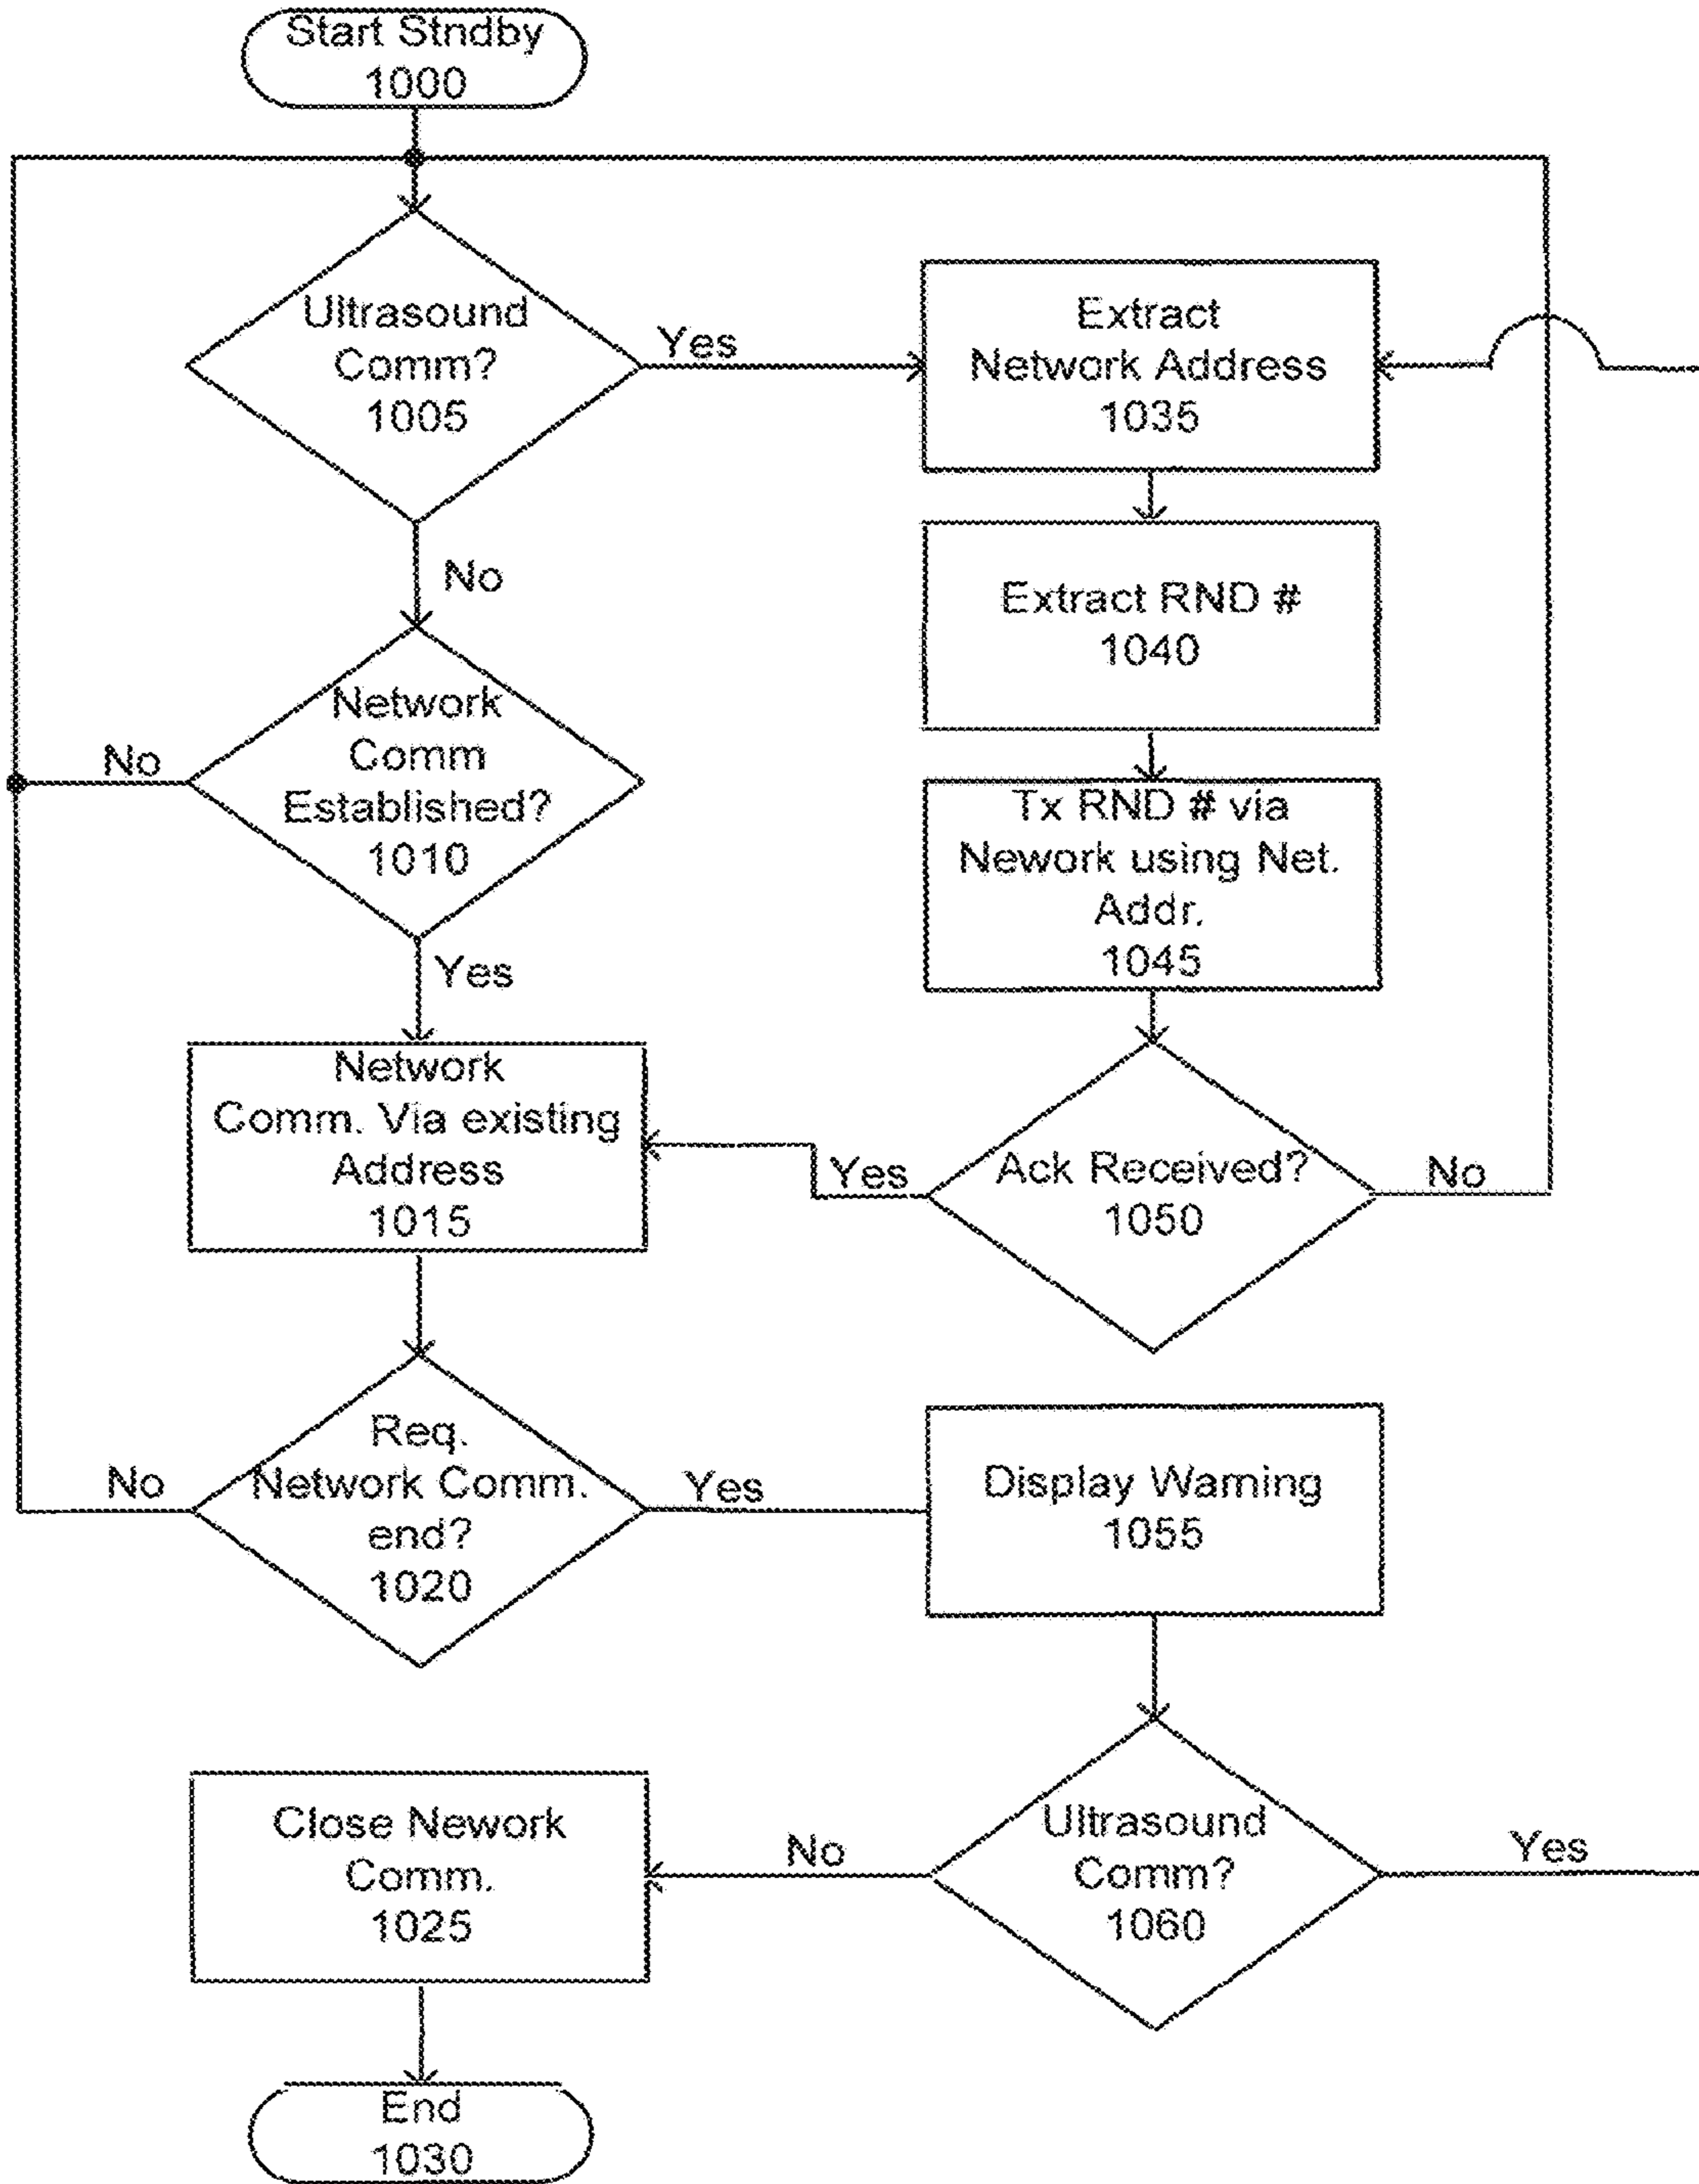 Start Stndby
1000
Ultrasound
Comm?
1005
Yes
No
Extract
Network Address
1035
Extract RND #
1040
Network
Comm
Established?
1010
No
Yes
Tx RND # via
Nework using Net.
Addr.
1045
Network
Comm. Via existing
Address
1015
Yes
Ack Received?
1050
No
Req.
Network Comm.
end?
1020
No
Yes
Display Warning
1055
Ultrasound
Comm?
1060
No
Yes
Close Nework
Comm.
1025
End
1030